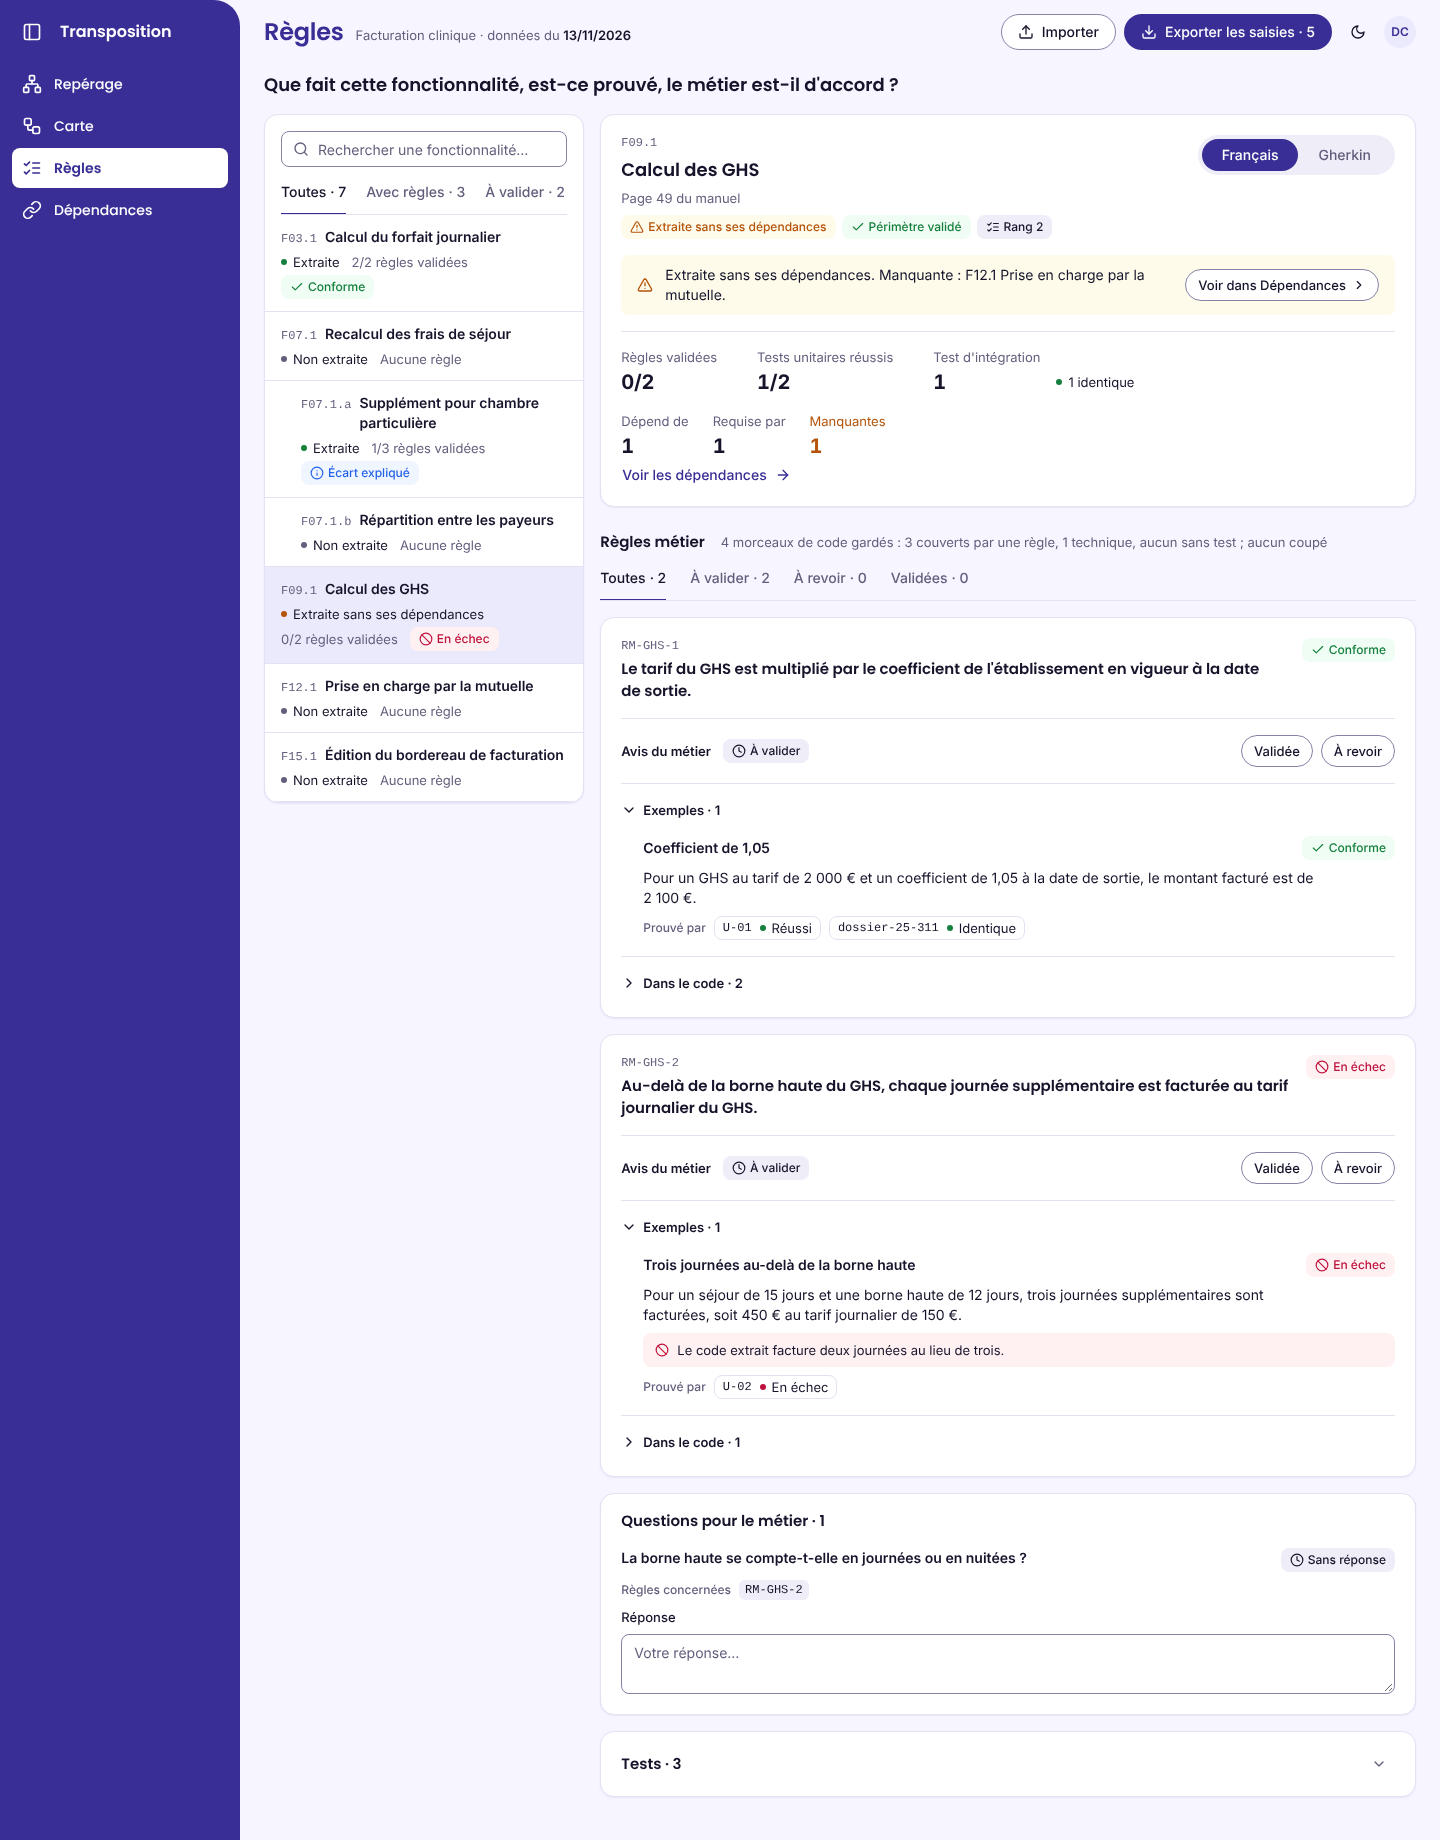 Transposition
Repérage
Carte
Règles
Dépendances
Règles
Facturation clinique · données du 13/11/2026
Importer
Exporter les saisies · 5
DC
Que fait cette fonctionnalité, est-ce prouvé, le métier est-il d'accord ?
Rechercher une fonctionnalité...
Toutes · 7
Avec règles · 3
À valider · 2
F03.1 Calcul du forfait journalier
Extraite 2/2 règles validées
Conforme
F07.1 Recalcul des frais de séjour
Non extraite Aucune règle
F07.1.a Supplément pour chambre
particulière
Extraite 1/3 règles validées
Écart expliqué
F07.1.b Répartition entre les payeurs
Non extraite Aucune règle
F09.1 Calcul des GHS
Extraite sans ses dépendances
0/2 règles validées En échec
F12.1 Prise en charge par la mutuelle
Non extraite Aucune règle
F15.1 Édition du bordereau de facturation
Non extraite Aucune règle
F09.1
Calcul des GHS
Français Gherkin
Page 49 du manuel
Extraite sans ses dépendances
Périmètre validé
Rang 2
Extraite sans ses dépendances. Manquante : F12.1 Prise en charge par la
mutuelle.
Voir dans Dépendances
Règles validées
0/2
Tests unitaires réussis
1/2
Test d'intégration
1
1 identique
Dépend de
1
Requise par
1
Manquantes
1
Voir les dépendances
Règles métier
4 morceaux de code gardés : 3 couverts par une règle, 1 technique, aucun sans test ; aucun coupé
Toutes · 2
À valider · 2
À revoir · 0
Validées · 0
RM-GHS-1
Le tarif du GHS est multiplié par le coefficient de l'établissement en vigueur à la date
de sortie.
Conforme
Avis du métier
À valider
Validée
À revoir
Exemples · 1
Coefficient de 1,05
Conforme
Pour un GHS au tarif de 2 000 € et un coefficient de 1,05 à la date de sortie, le montant facturé est de
2 100 €.
Prouvé par U-01 Réussi dossier-25-311 Identique
Dans le code · 2
RM-GHS-2
Au-delà de la borne haute du GHS, chaque journée supplémentaire est facturée au tarif
journalier du GHS.
En échec
Avis du métier
À valider
Validée
À revoir
Exemples · 1
Trois journées au-delà de la borne haute
En échec
Pour un séjour de 15 jours et une borne haute de 12 jours, trois journées supplémentaires sont
facturées, soit 450 € au tarif journalier de 150 €.
Le code extrait facture deux journées au lieu de trois.
Prouvé par U-02 En échec
Dans le code · 1
Questions pour le métier · 1
La borne haute se compte-t-elle en journées ou en nuitées ?
Sans réponse
Règles concernées RM-GHS-2
Réponse
Votre réponse...
Tests · 3